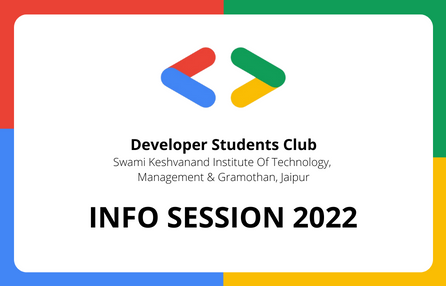 Developer Students Club
Swami Keshvanand Institute Of Technology,
Management & Gramothan, Jaipur
INFO SESSION 2022